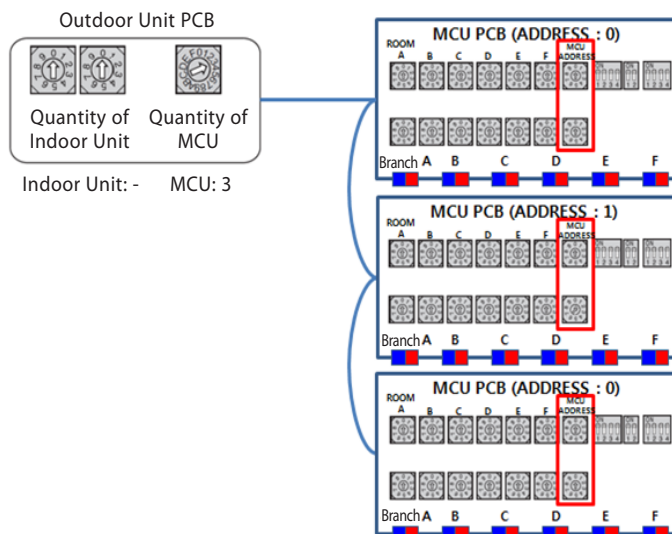 Outdoor Unit PCB
Quantity of Indoor Unit
Quantity of MCU
Indoor Unit: -
MCU: 3
MCU PCB (ADDRESS : 0)
ROOM
A B C D E F MCU ADDRESS
Branch A B C D E F
MCU PCB (ADDRESS : 1)
ROOM
A B C D E F MCU ADDRESS
Branch A B C D E F
MCU PCB (ADDRESS : 0)
ROOM
A B C D E F MCU ADDRESS
Branch A B C D E F